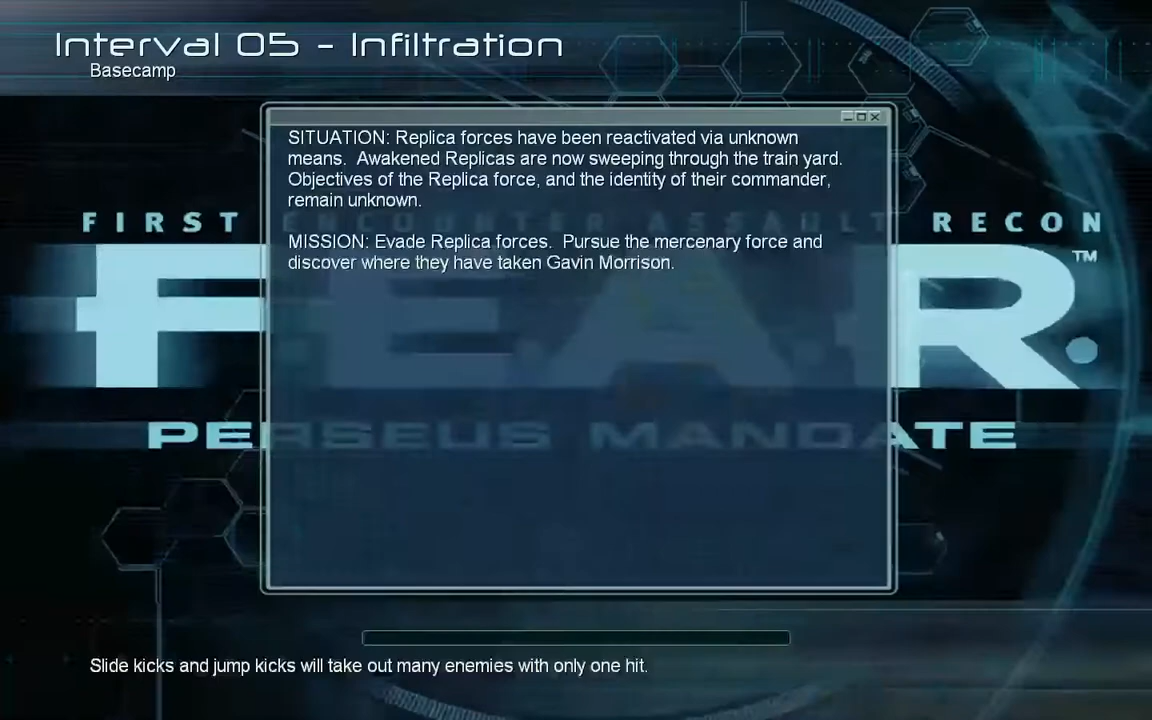 Interval 05 - Infiltration
Basecamp
SITUATION: Replica forces have been reactivated via unknown
means.  Awakened Replicas are now sweeping through the train yard.
Objectives of the Replica force, and the identity of their commander,
remain unknown.
MISSION: Evade Replica forces.  Pursue the mercenary force and
discover where they have taken Gavin Morrison.
FIRST ENCOUNTER ASSAULT RECON
F.E.A.R.™
PERSEUS MANDATE
Slide kicks and jump kicks will take out many enemies with only one hit.